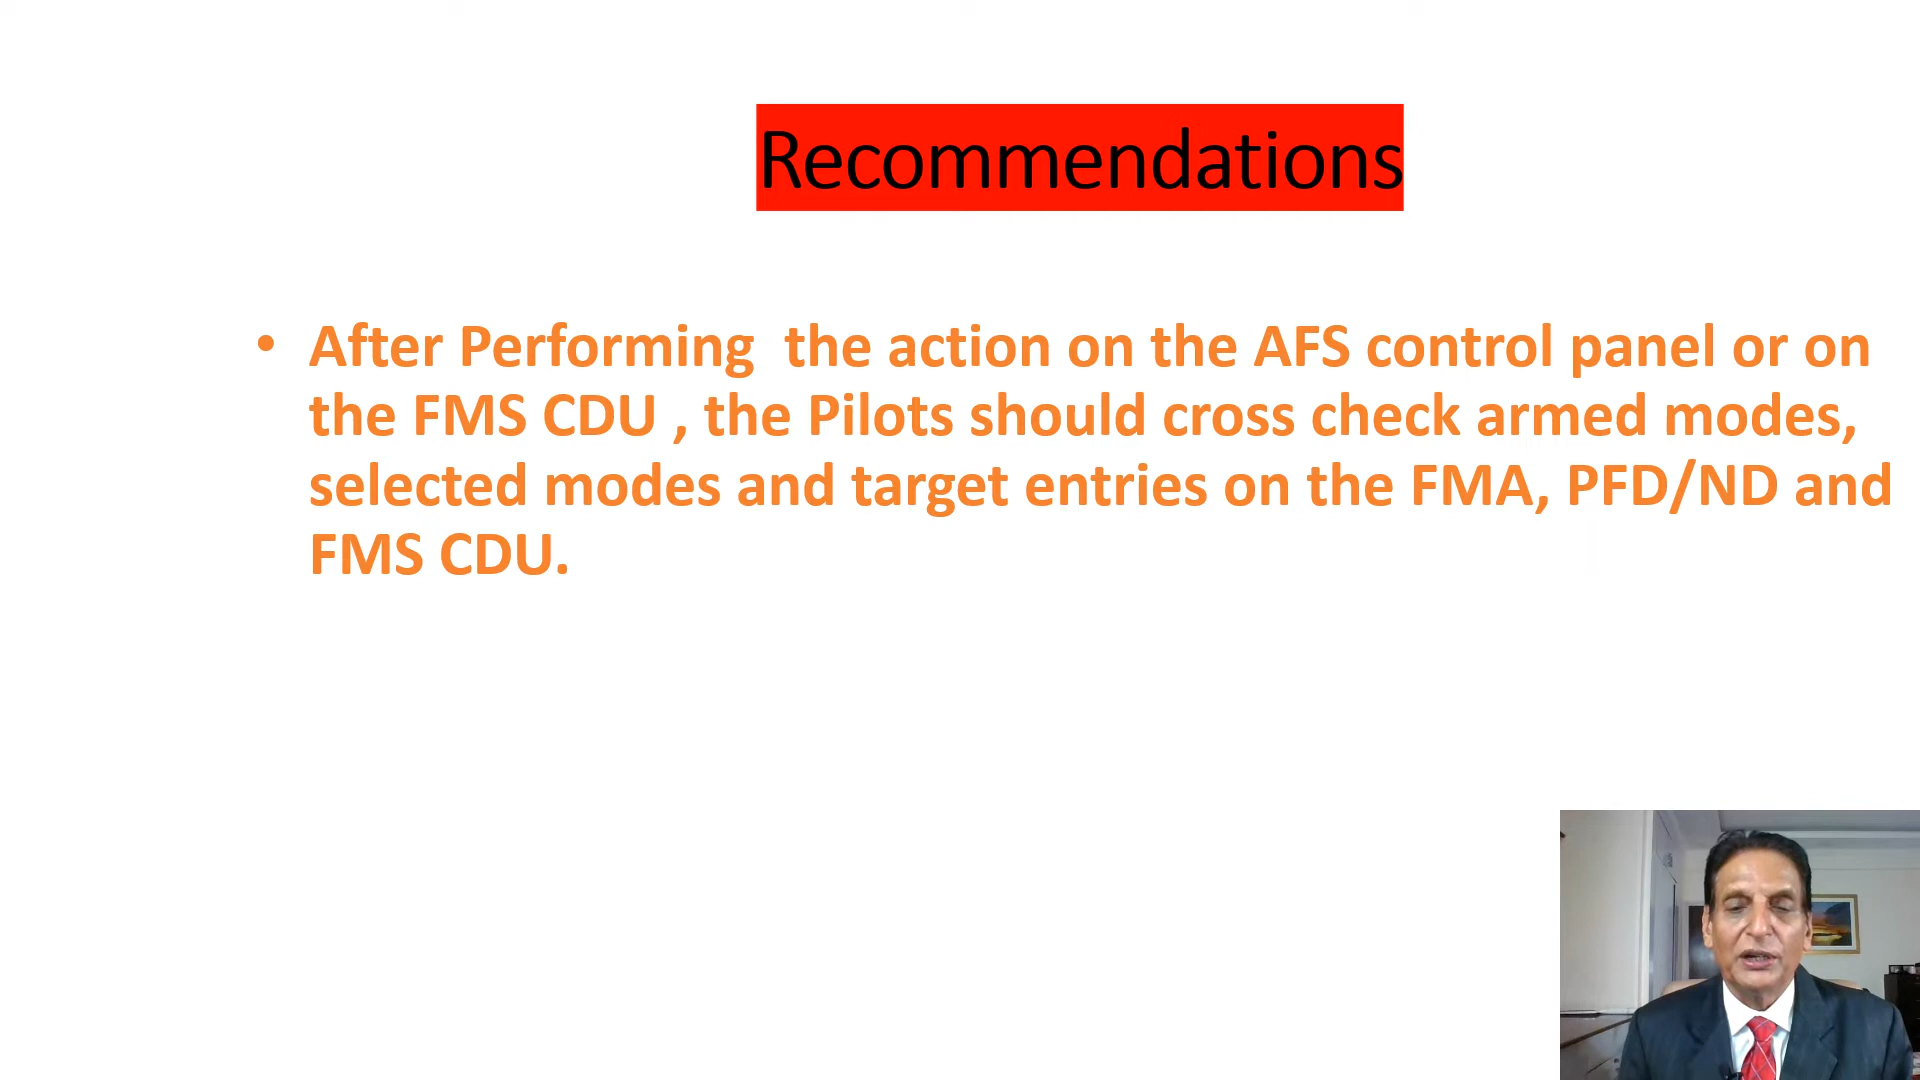 Recommendations
• After Performing  the action on the AFS control panel or on
the FMS CDU , the Pilots should cross check armed modes,
selected modes and target entries on the FMA, PFD/ND and
FMS CDU.